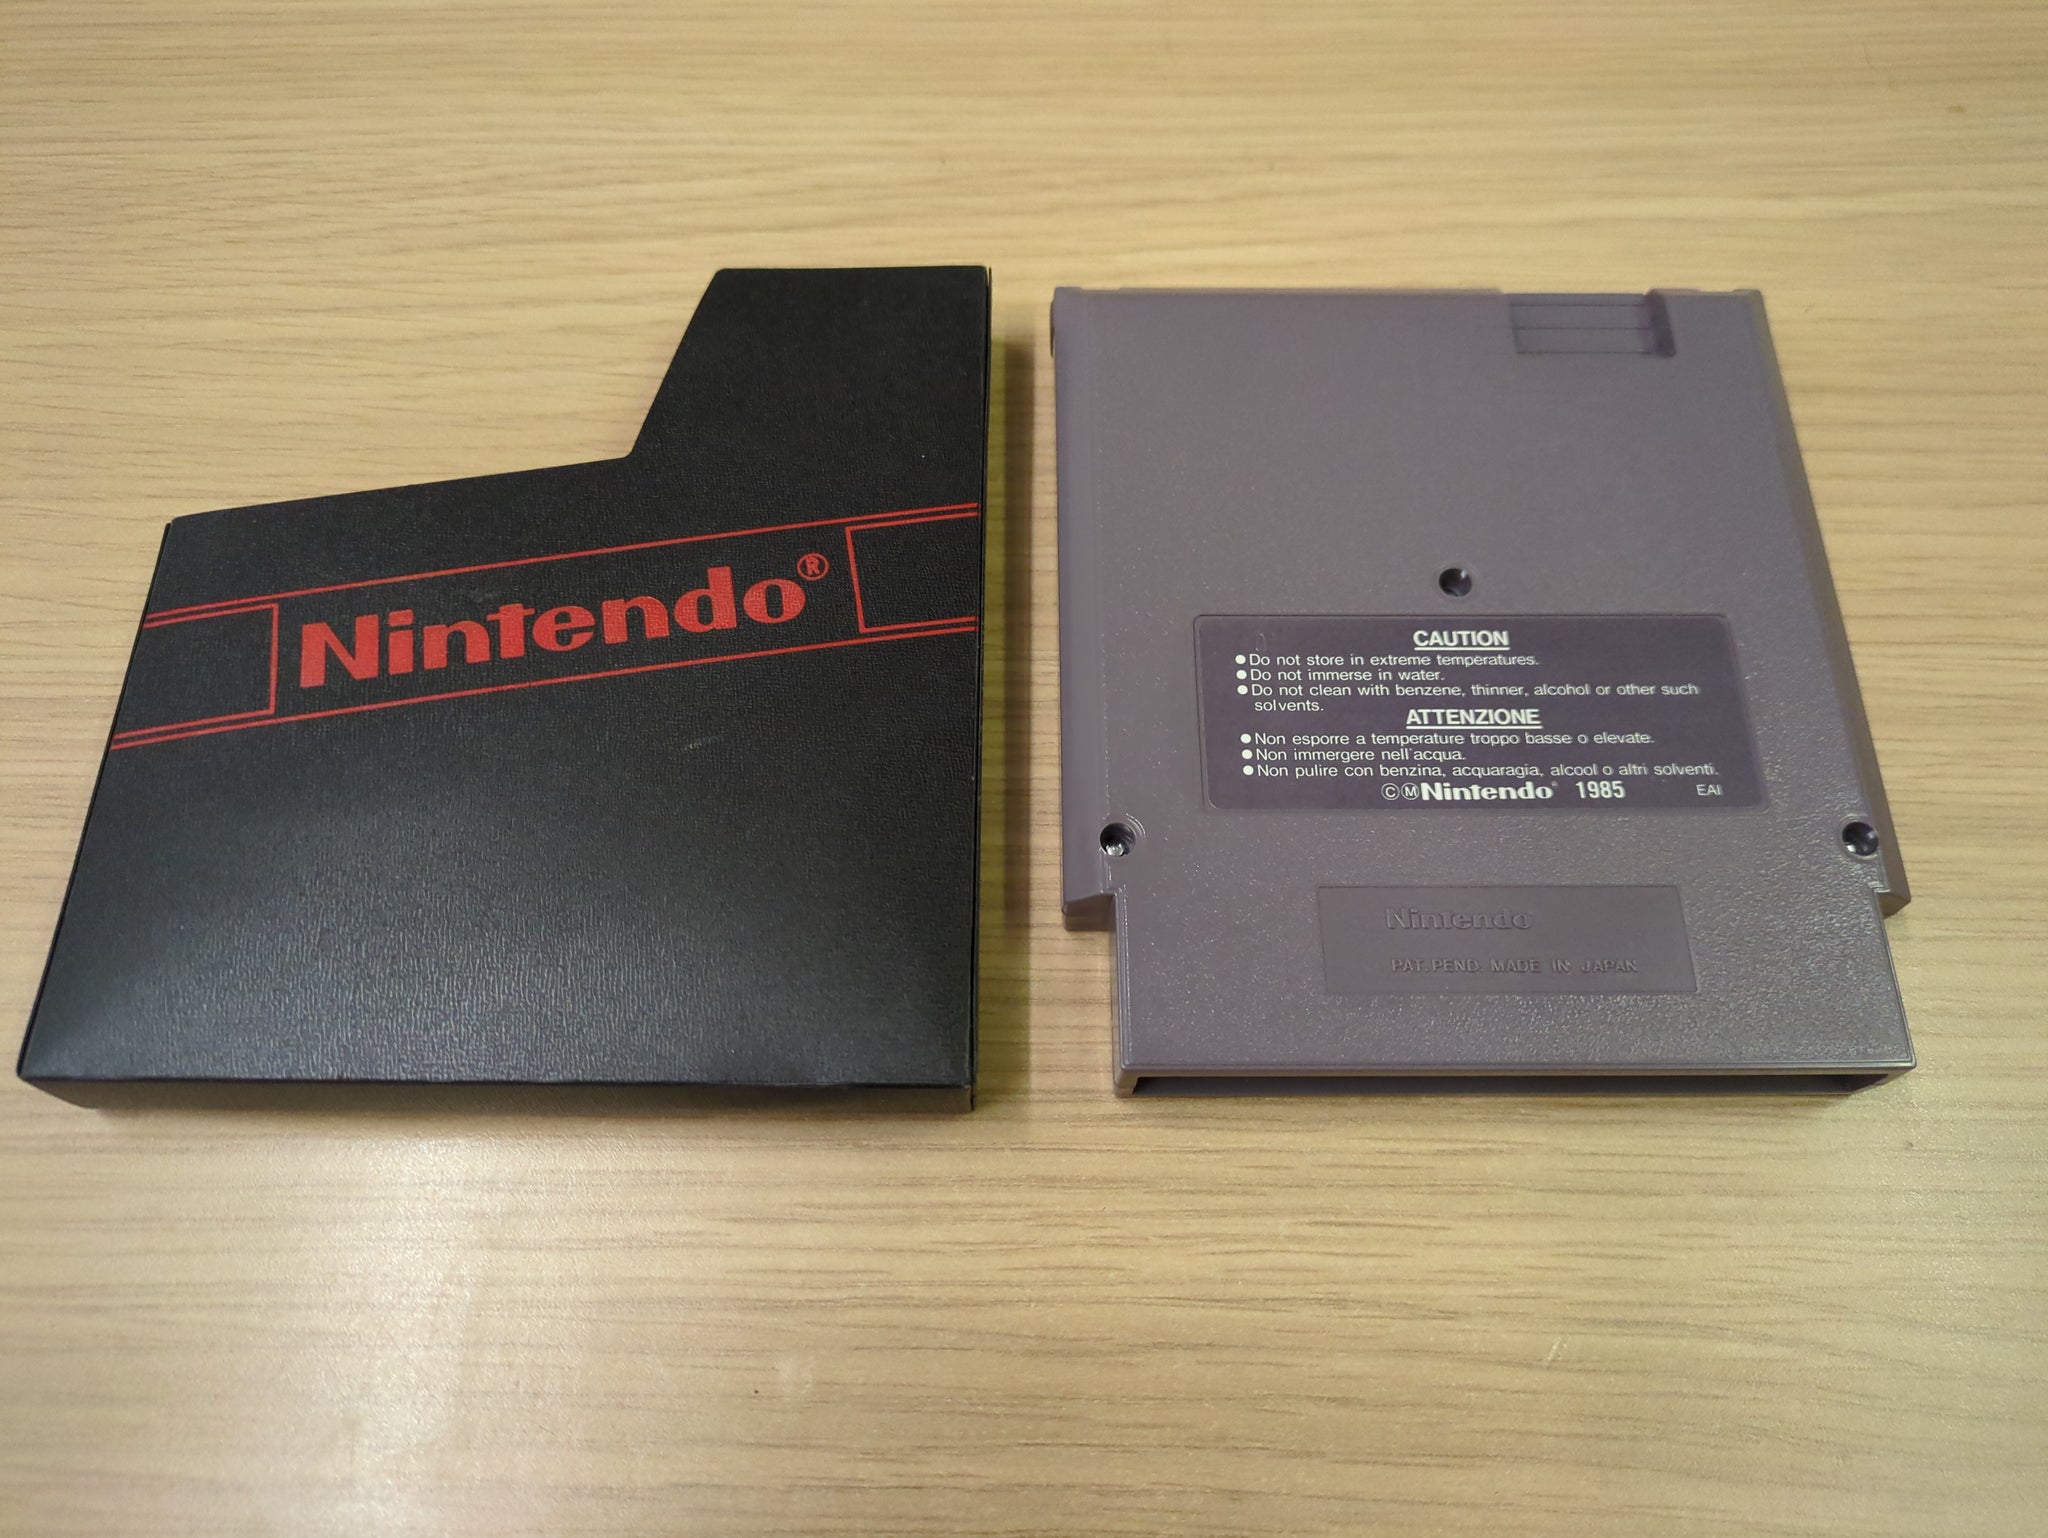 Nintendo®
CAUTION
● Do not store in extreme temperatures.
● Do not immerse in water.
● Do not clean with benzene, thinner, alcohol or other such
solvents.
ATTENZIONE
● Non esporre a temperature troppo basse o elevate.
● Non immergere nell'acqua.
● Non pulire con benzina, acquaragia, alcool o altri solventi.
ⒸⓂNintendo® 1985 EAI
Nintendo
PAT. PEND. MADE IN JAPAN